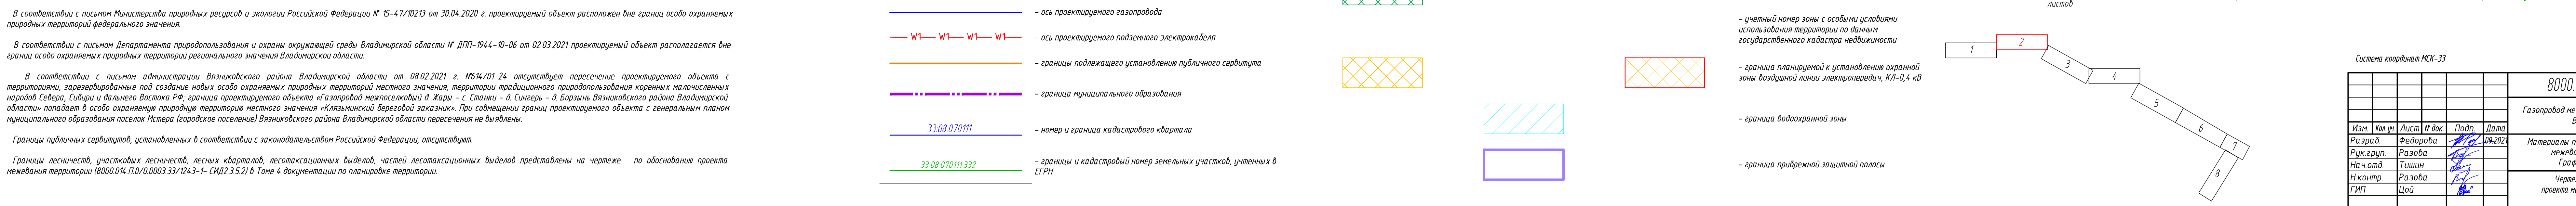 В соответствии с письмом Министерства природных ресурсов и экологии Российской Федерации № 15-47/10213 от 30.04.2020 г. проектируемый объект расположен вне границ особо охраняемых
природных территорий федерального значения.
В соответствии с письмом Департамента природопользования и охраны окружающей среды Владимирской области № ДПП-1944-10-06 от 02.03.2021 проектируемый объект располагается вне
границ особо охраняемых природных территорий регионального значения Владимирской области.
В соответствии с письмом администрации Вязниковского района Владимирской области от 08.02.2021 г. №614/01-24 отсутствует пересечение проектируемого объекта с
территориями, зарезервированные под создание новых особо охраняемых природных территорий местного значения, территории традиционного природопользования коренных малочисленных
народов Севера, Сибири и дальнего Востока РФ; граница проектируемого объекта «Газопровод межпоселковый д. Жары - с. Станки - д. Сингерь - д. Борзынь Вязниковского района Владимирской
области» попадает в особо охраняемую природную территорию местного значения «Клязьминский береговой заказник». При совмещении границ проектируемого объекта с генеральным планом
муниципального образования поселок Мстера (городское поселение) Вязниковского района Владимирской области пересечения не выявлены.
Границы публичных сервитутов, установленных в соответствии с законодательством Российской Федерации, отсутствуют.
Границы лесничеств, участковых лесничеств, лесных кварталов, лесотаксационных выделов, частей лесотаксационных выделов представлены на чертеже по обоснованию проекта
межевания территории (8000.014.П.0/0.0003.33/1243-1- СИД2.3.5.2) в Томе 4 документации по планировке территории.
- ось проектируемого газопровода
W1 W1 W1 W1 - ось проектируемого подземного электрокабеля
- границы подлежащего установлению публичного сервитута
- граница муниципального образования
33:08:070111 - номер и граница кадастрового квартала
33:08:070111:332 - границы и кадастровый номер земельных участков, учтенных в
ЕГРН
- учетный номер зоны с особыми условиями
использования территории по данным
государственного кадастра недвижимости
- граница планируемой к установлению охранной
зоны воздушной линии электропередач, КЛ-0,4 кВ
- граница водоохранной зоны
- граница прибрежной защитной полосы
листов
1
2
3
4
5
6
7
8
Система координат МСК-33
8000.
Газопровод ме
В
Изм. Кол. уч. Лист № док. Подп. Дата
Разраб. Федорова 09.2021
Рук.груп. Разова
Нач.отд. Тишин
Н.контр. Разова
ГИП Цой
Материалы п
межева
Граф
Черте
проекта м